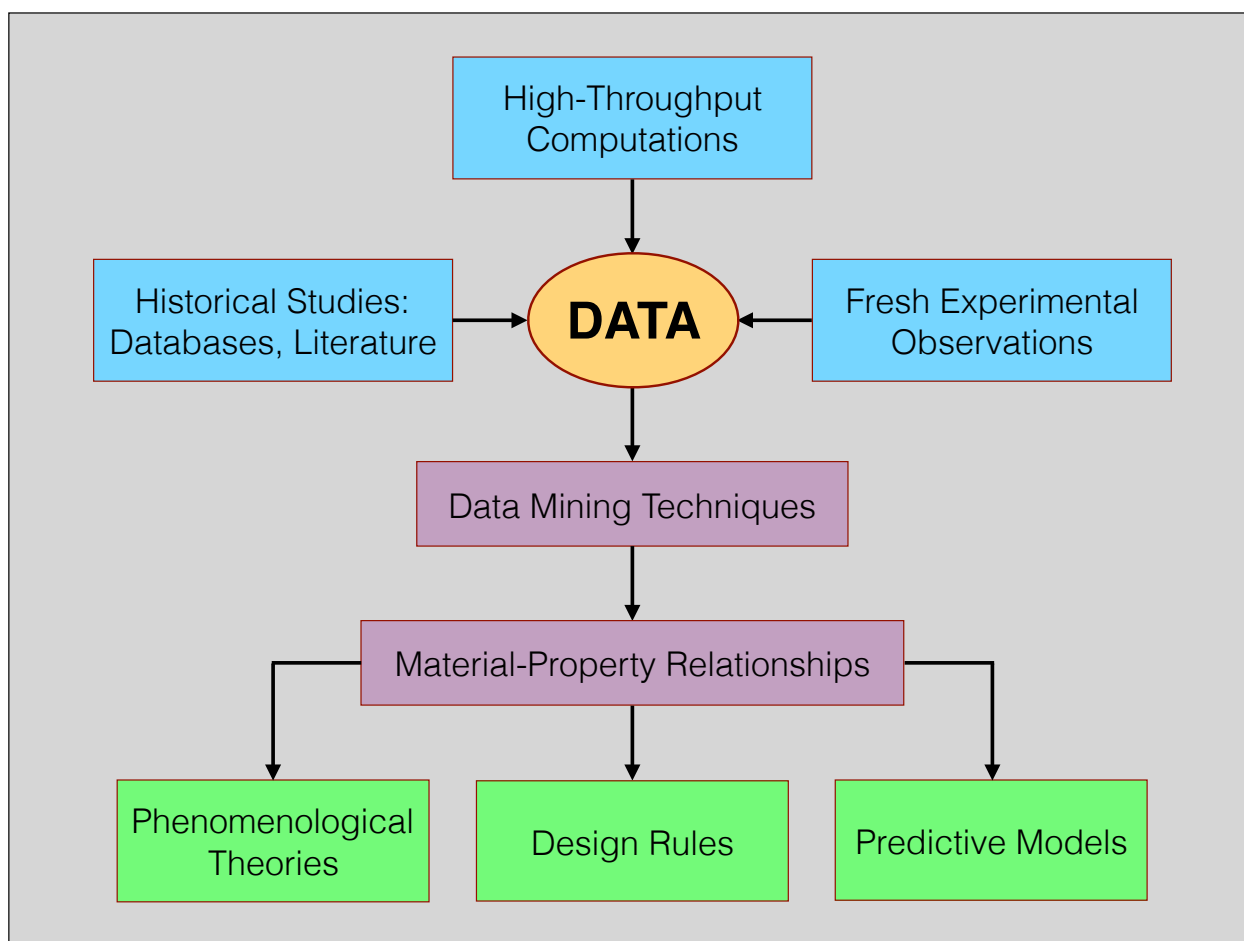 High-Throughput
Computations
Historical Studies:
Databases, Literature
DATA
Fresh Experimental
Observations
Data Mining Techniques
Material-Property Relationships
Phenomenological
Theories
Design Rules
Predictive Models